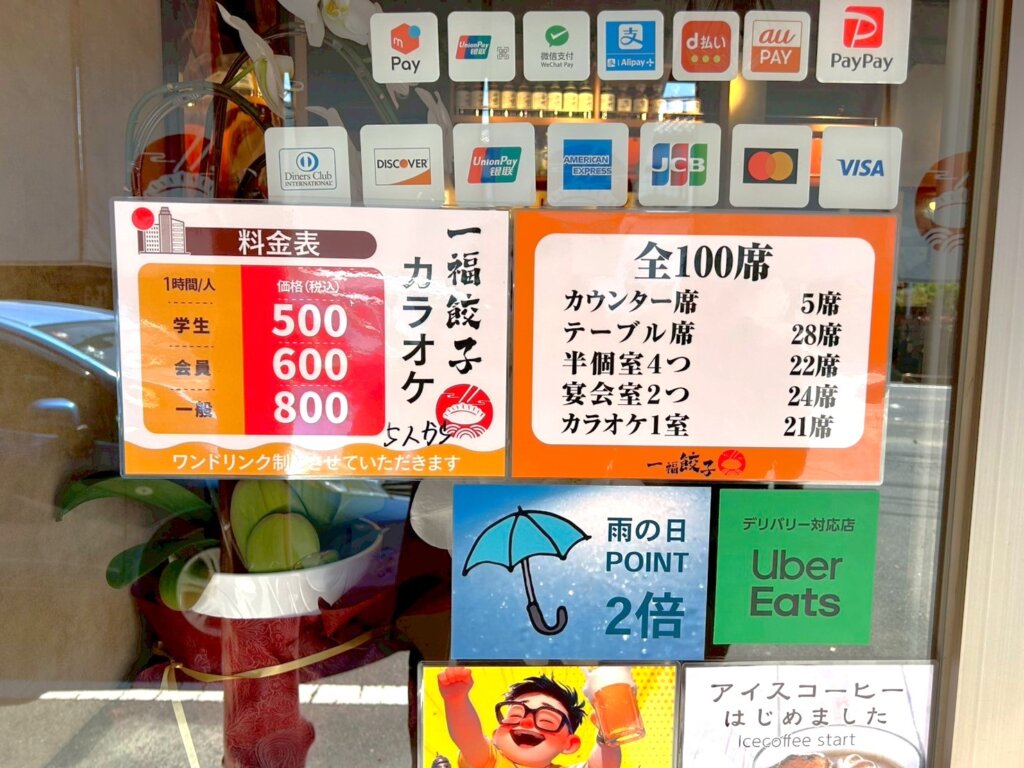 Pay
UnionPay
银联
微信支付
WeChat Pay
支
Alipay+
d払い
au
PAY
PayPay
Diners Club
INTERNATIONAL
DISCOVER
UnionPay
银联
AMERICAN
EXPRESS
JCB
VISA
料金表
1時間/人 価格(税込)
学生 500
会員 600
一般 800
一福餃子
カラオケ
5人から
ワンドリンク制とさせていただきます
全100席
カウンター席 5席
テーブル席 28席
半個室4つ 22席
宴会室2つ 24席
カラオケ1室 21席
一福餃子
雨の日
POINT
2倍
デリバリー対応店
Uber
Eats
アイスコーヒー
はじめました
Icecoffee start